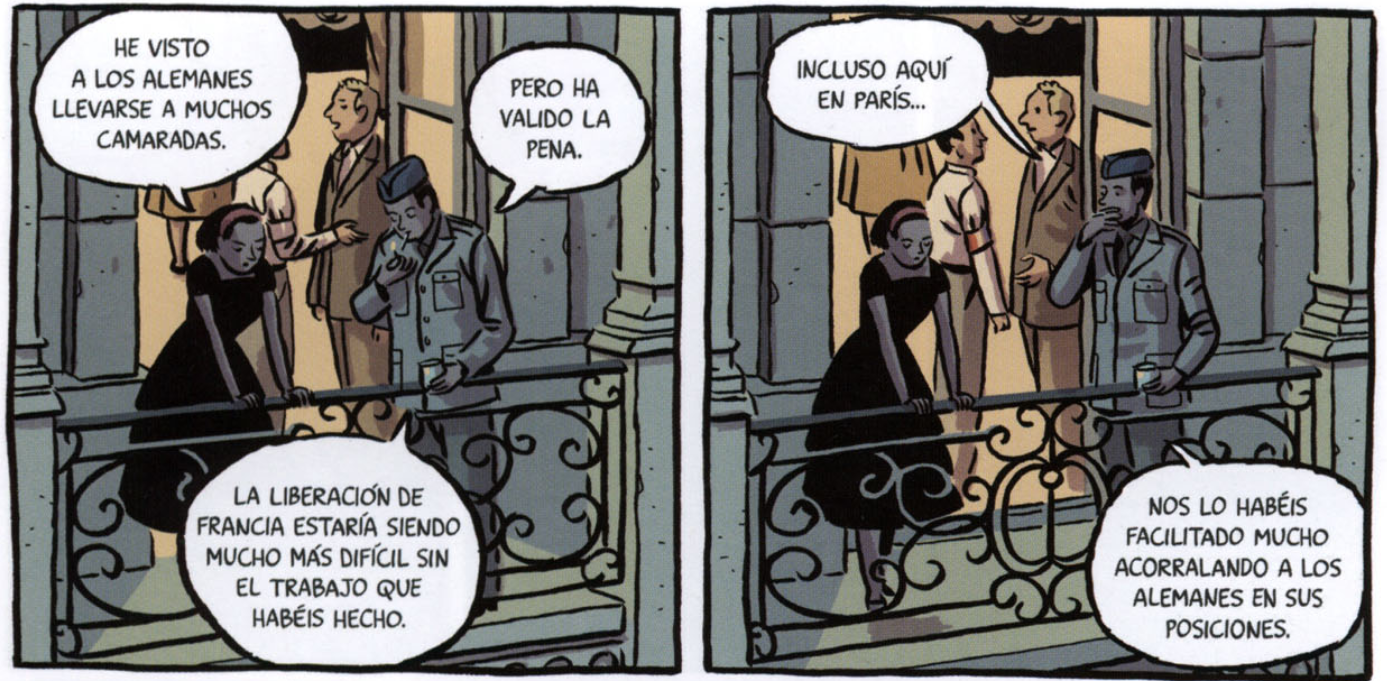 HE VISTO
A LOS ALEMANES
LLEVARSE A MUCHOS
CAMARADAS.
PERO HA
VALIDO LA
PENA.
LA LIBERACIÓN DE
FRANCIA ESTARÍA SIENDO
MUCHO MÁS DIFÍCIL SIN
EL TRABAJO QUE
HABÉIS HECHO.
INCLUSO AQUÍ
EN PARÍS...
NOS LO HABÉIS
FACILITADO MUCHO
ACORRALANDO A LOS
ALEMANES EN SUS
POSICIONES.